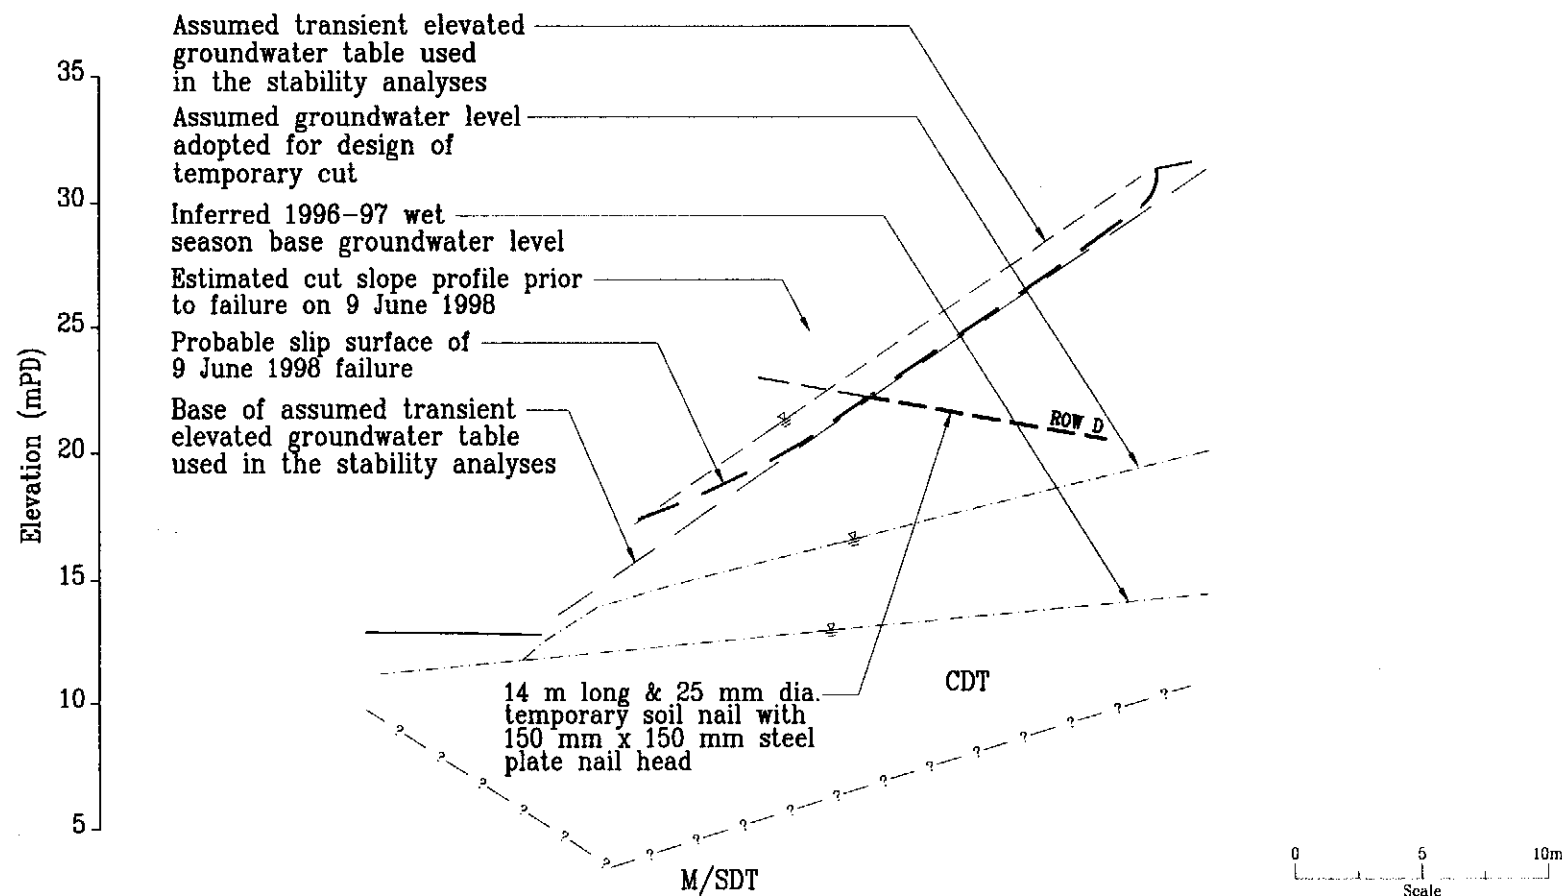 Assumed transient elevated
groundwater table used
in the stability analyses
Assumed groundwater level
adopted for design of
temporary cut
Inferred 1996-97 wet
season base groundwater level
Estimated cut slope profile prior
to failure on 9 June 1998
Probable slip surface of
9 June 1998 failure
Base of assumed transient
elevated groundwater table
used in the stability analyses
Elevation (mPD)
35
30
25
20
15
10
5
ROW D
14 m long & 25 mm dia.
temporary soil nail with
150 mm x 150 mm steel
plate nail head
CDT
? ? ? ? ? ? ? ? ? ? ? ? ? ? ? ? ? ?
M/SDT
0 5 10m
Scale